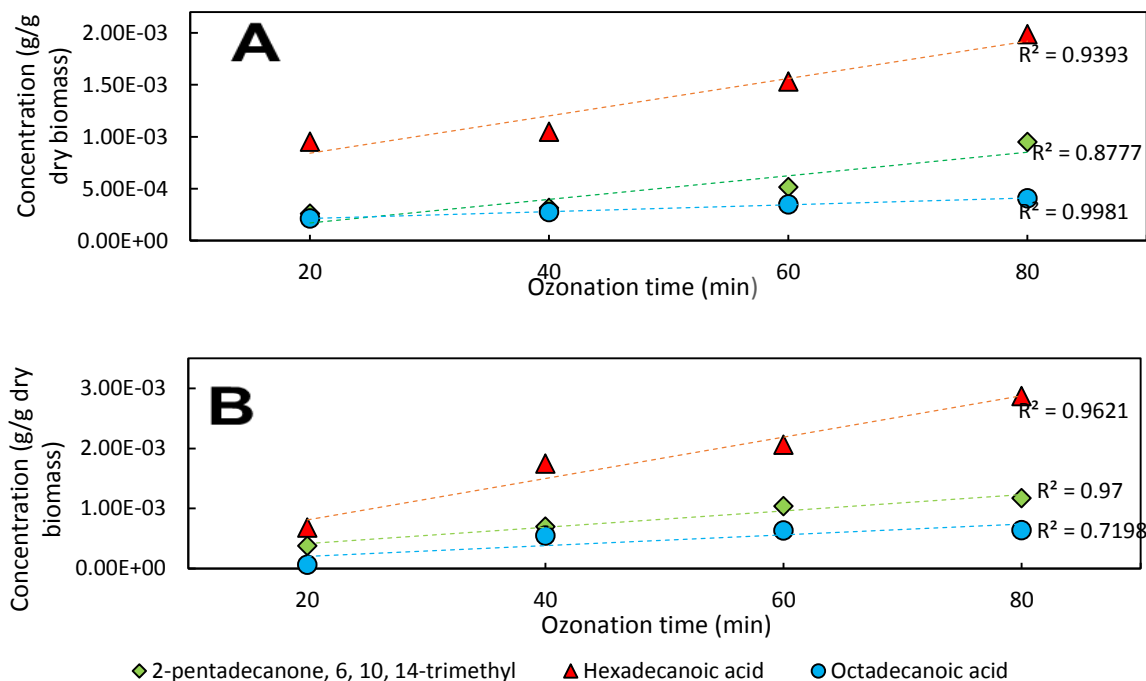 A
Concentration (g/g
dry biomass)
2.00E-03
1.50E-03
1.00E-03
5.00E-04
0.00E+00
R² = 0.9393
R² = 0.8777
R² = 0.9981
20 40 60 80
Ozonation time (min)
B
Concentration (g/g dry
biomass)
3.00E-03
2.00E-03
1.00E-03
0.00E+00
R² = 0.9621
R² = 0.97
R² = 0.7198
20 40 60 80
Ozonation time (min)
2-pentadecanone, 6, 10, 14-trimethyl Hexadecanoic acid Octadecanoic acid